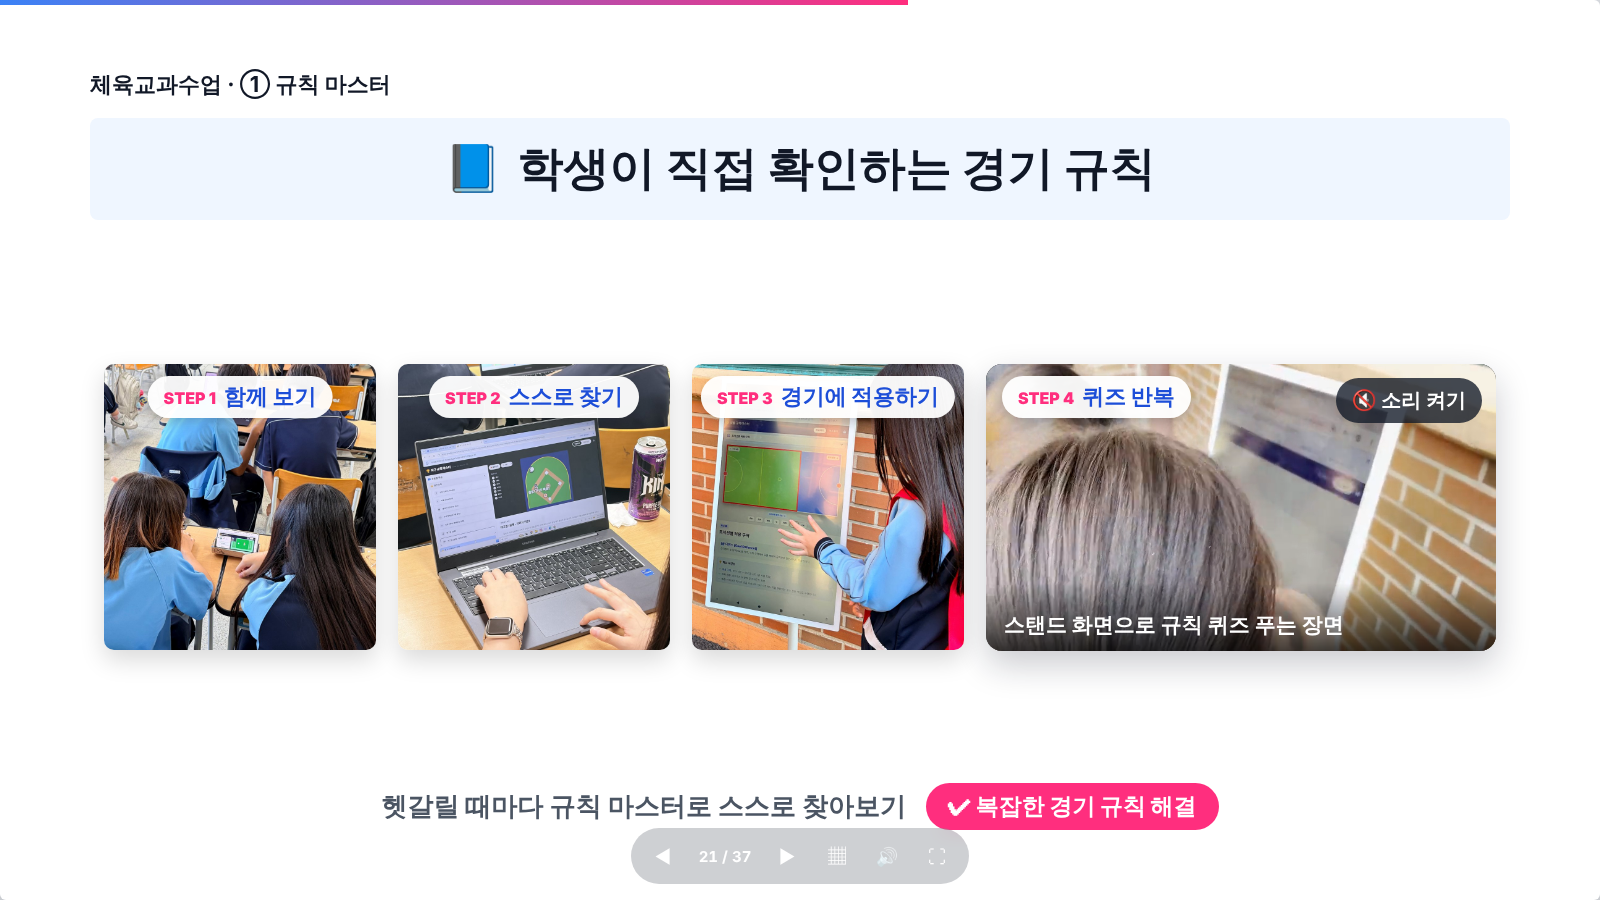 체육교과수업 · ① 규칙 마스터
📘 학생이 직접 확인하는 경기 규칙
STEP 1 함께 보기
STEP 2 스스로 찾기
STEP 3 경기에 적용하기
STEP 4 퀴즈 반복
🔇 소리 켜기
스탠드 화면으로 규칙 퀴즈 푸는 장면
헷갈릴 때마다 규칙 마스터로 스스로 찾아보기
✔ 복잡한 경기 규칙 해결
21 / 37